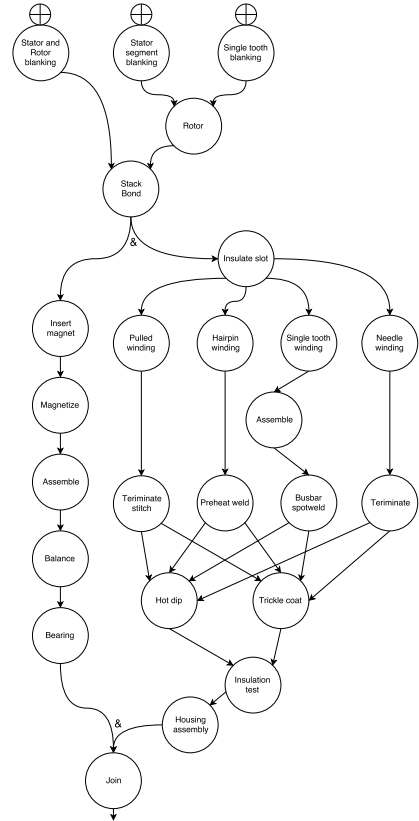 Stator and
Rotor
blanking
Stator
segment
blanking
Single tooth
blanking
Rotor
Stack
Bond
&
Insulate slot
Insert
magnet
Pulled
winding
Hairpin
winding
Single tooth
winding
Needle
winding
Magnetize
Assemble
Assemble
Teriminate
stitch
Preheat weld
Busbar
spotweld
Teriminate
Balance
Hot dip
Trickle coat
Bearing
Insulation
test
Housing
assembly
&
Join